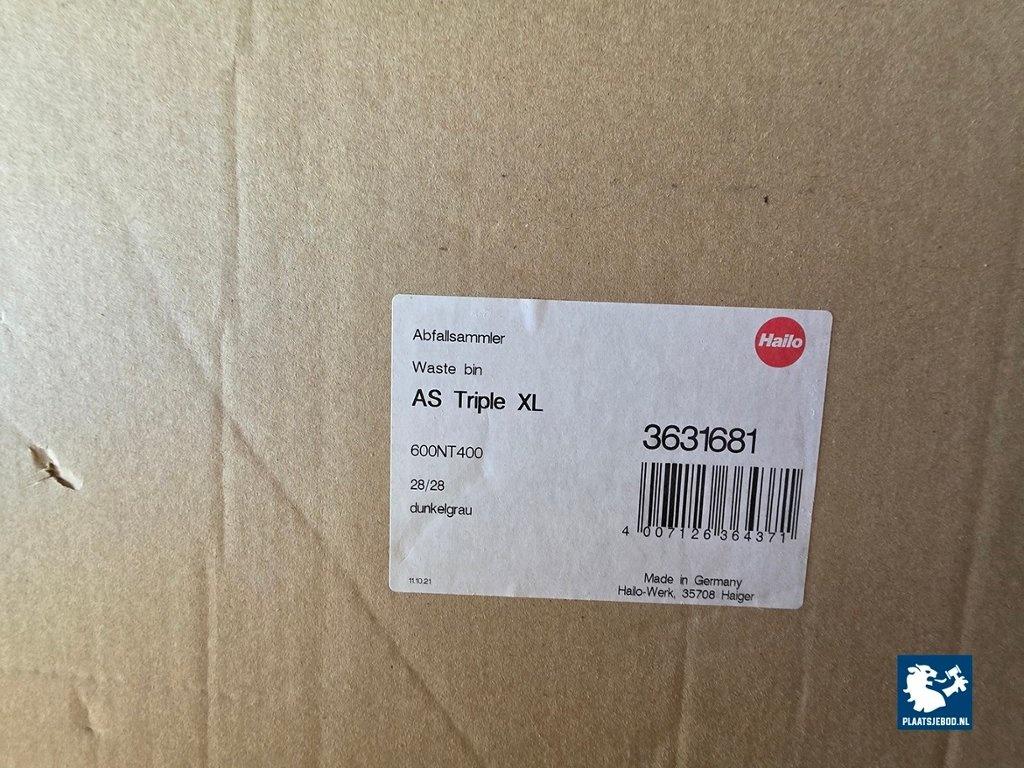 Abfallsammler
Hailo
Waste bin
AS Triple XL
3631681
600NT400
28/28
dunkelgrau
4 007126 364371
11.10.21
Made in Germany
Hailo-Werk, 35708 Haiger
PLAATSJEBOD.NL